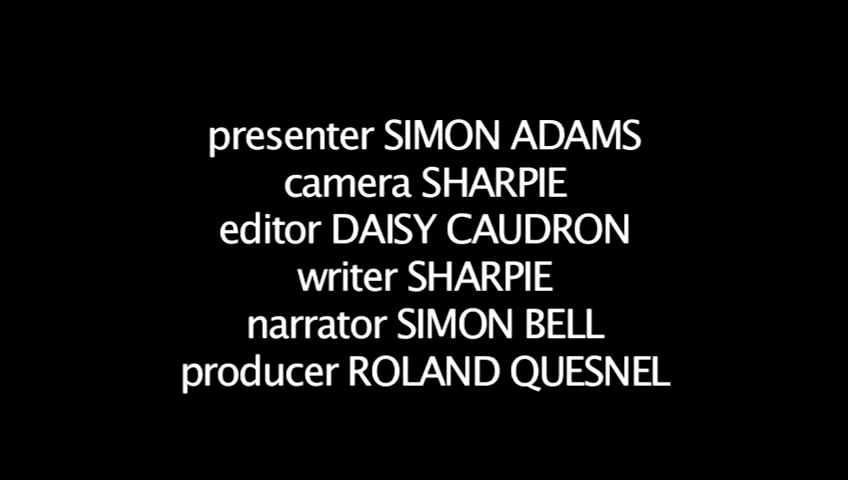 presenter SIMON ADAMS
camera SHARPIE
editor DAISY CAUDRON
writer SHARPIE
narrator SIMON BELL
producer ROLAND QUESNEL